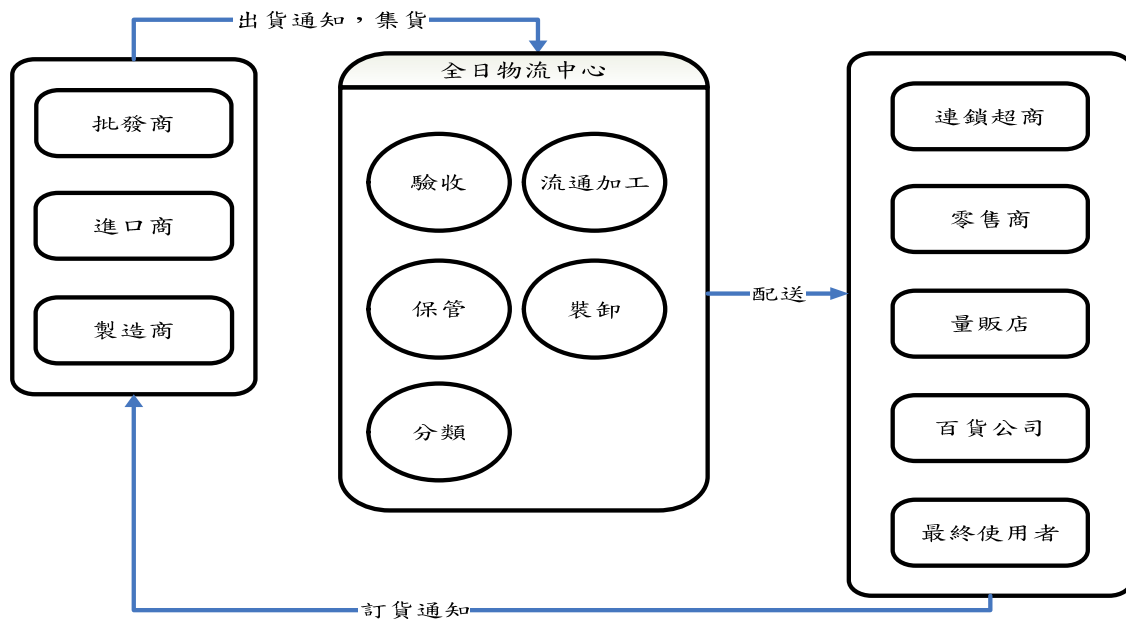 出貨通知，集貨
批發商
進口商
製造商
全日物流中心
驗收
流通加工
保管
裝卸
分類
配送
連鎖超商
零售商
量販店
百貨公司
最終使用者
訂貨通知